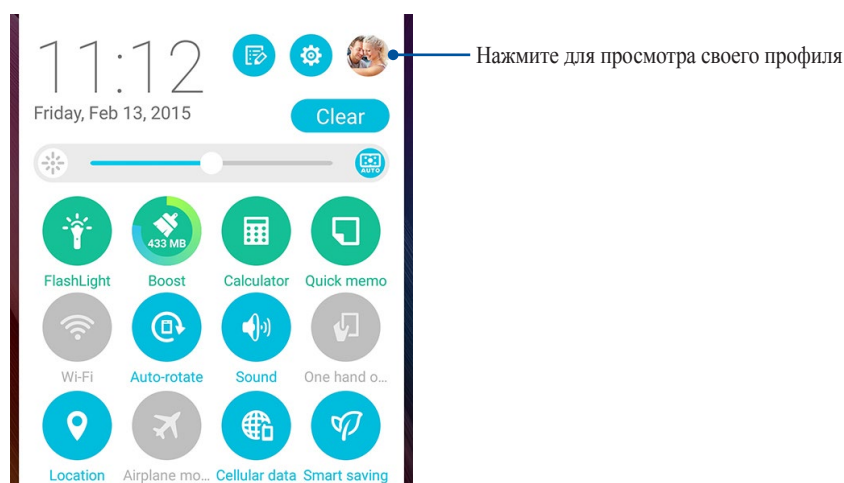 11:12
Нажмите для просмотра своего профиля
Friday, Feb 13, 2015
Clear
AUTO
433 MB
FlashLight Boost Calculator Quick memo
Wi-Fi Auto-rotate Sound One hand o...
Location Airplane mo... Cellular data Smart saving